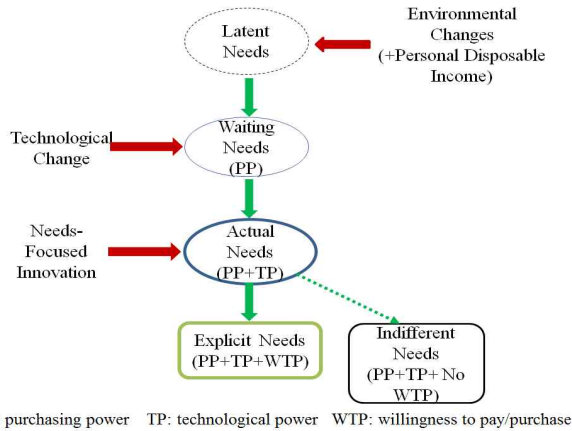 Latent
Needs
Environmental
Changes
(+Personal Disposable
Income)
Technological
Change
Waiting
Needs
(PP)
Needs-
Focused
Innovation
Actual
Needs
(PP+TP)
Explicit Needs
(PP+TP+WTP)
Indifferent
Needs
(PP+TP+ No
WTP)
purchasing power TP: technological power WTP: willingness to pay/purchase